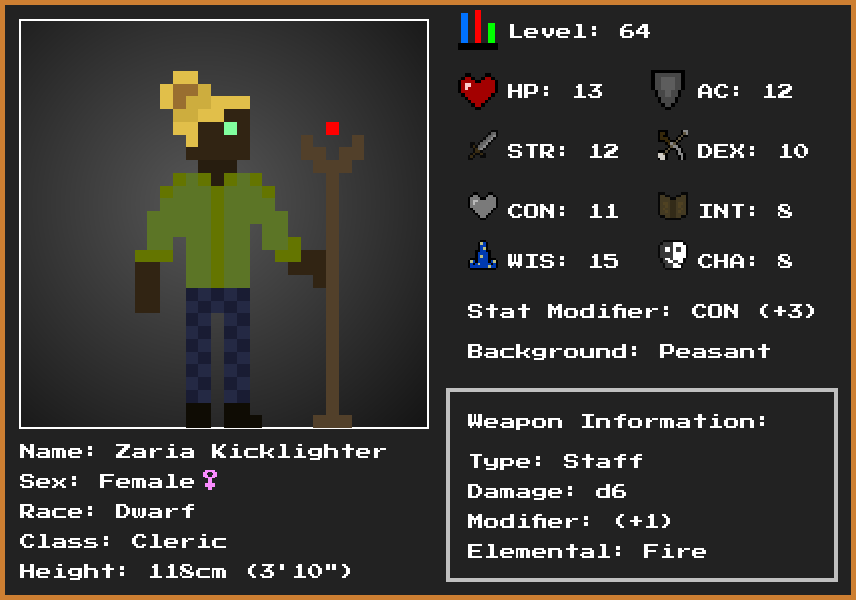 Level: 64
HP: 13 AC: 12
STR: 12 DEX: 10
CON: 11 INT: 8
WIS: 15 CHA: 8
Stat Modifier: CON (+3)
Background: Peasant
Weapon Information:
Type: Staff
Damage: d6
Modifier: (+1)
Elemental: Fire
Name: Zaria Kicklighter
Sex: Female♀
Race: Dwarf
Class: Cleric
Height: 118cm (3'10")